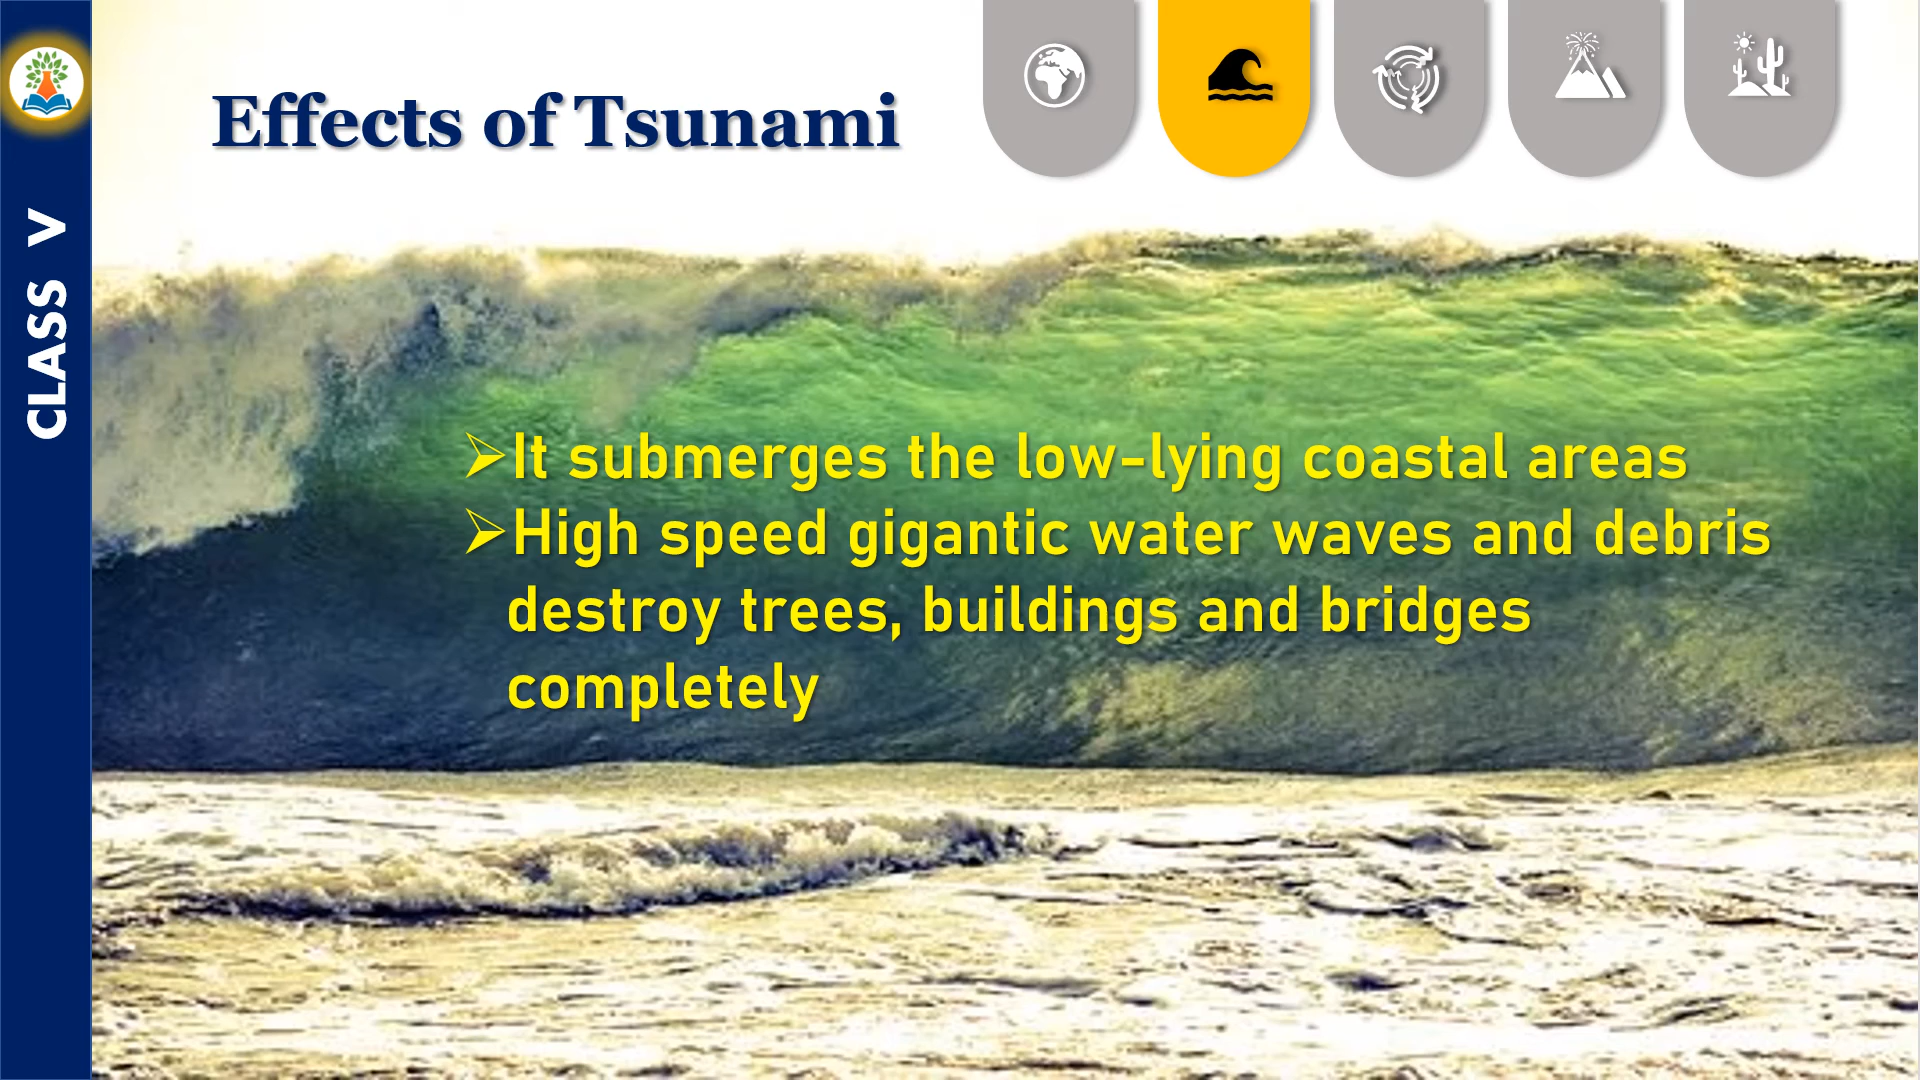 CLASS V
Effects of Tsunami
➢It submerges the low-lying coastal areas
➢High speed gigantic water waves and debris
destroy trees, buildings and bridges
completely